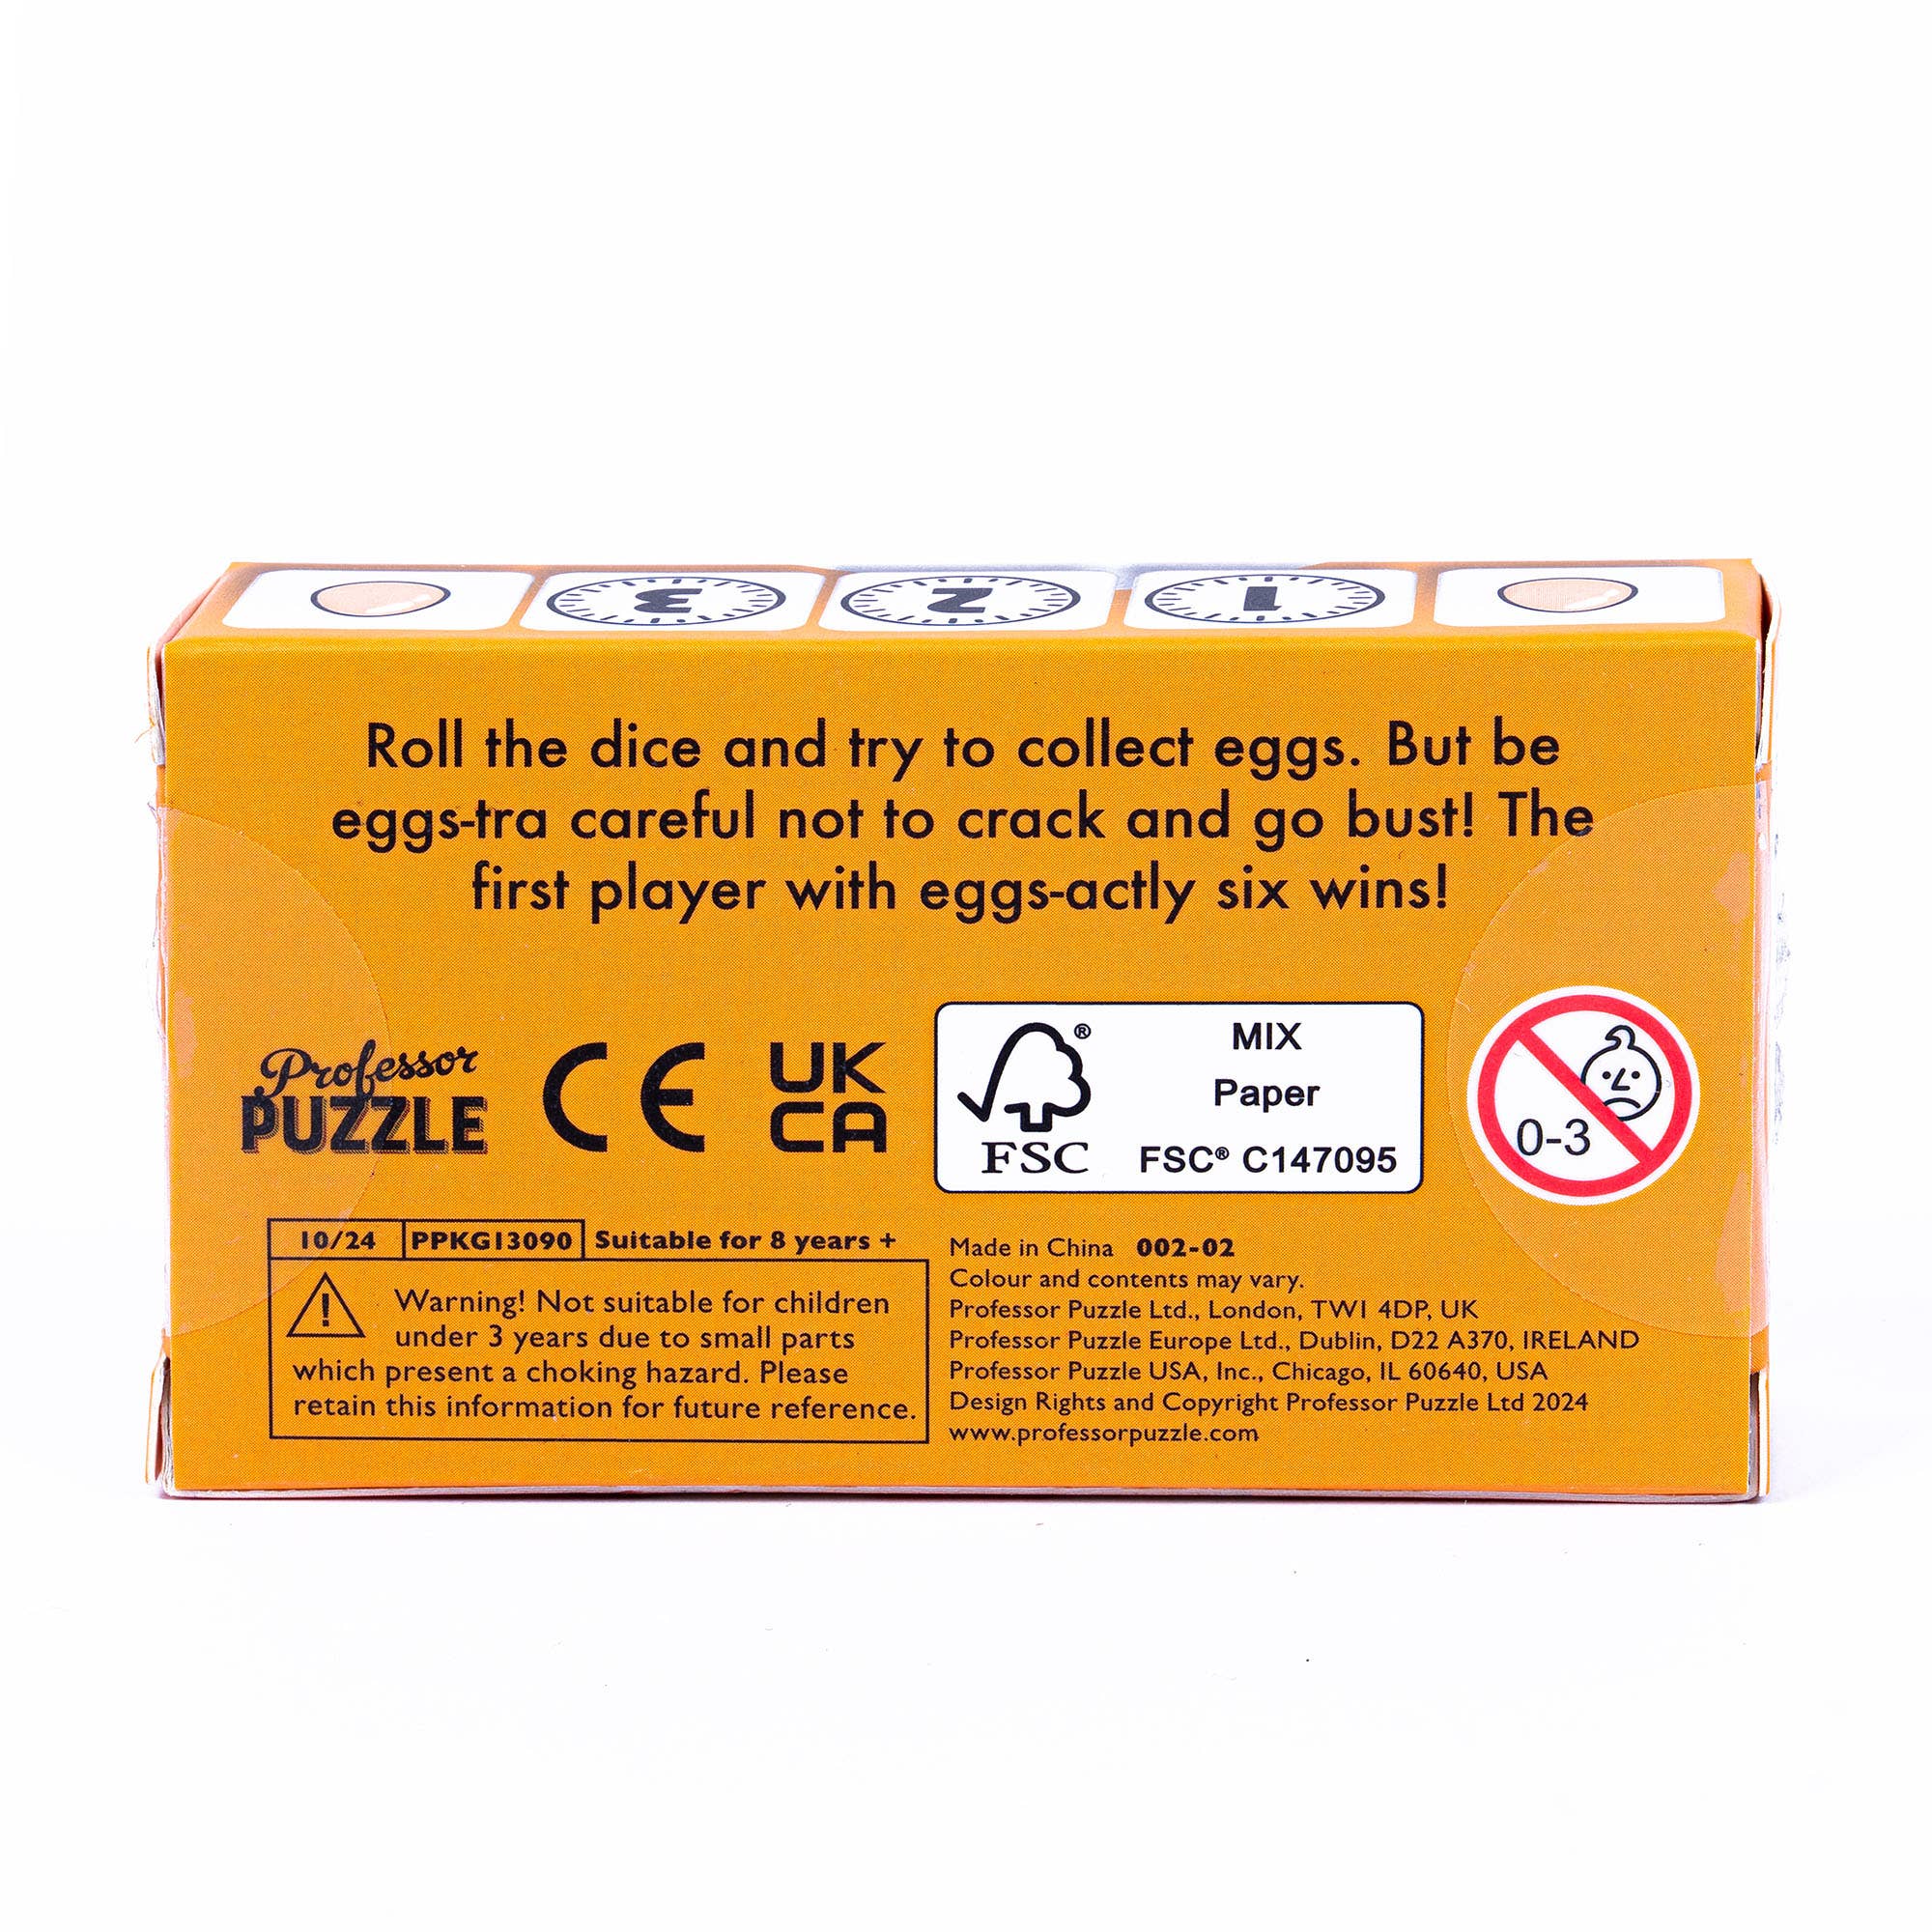 3 2 1
Roll the dice and try to collect eggs. But be
eggs-tra careful not to crack and go bust! The
first player with eggs-actly six wins!
Professor
PUZZLE
CE
UK
CA
®
FSC
MIX
Paper
FSC® C147095
0-3
10/24 PPKG13090 Suitable for 8 years +
! Warning! Not suitable for children
under 3 years due to small parts
which present a choking hazard. Please
retain this information for future reference.
Made in China 002-02
Colour and contents may vary.
Professor Puzzle Ltd., London, TW1 4DP, UK
Professor Puzzle Europe Ltd., Dublin, D22 A370, IRELAND
Professor Puzzle USA, Inc., Chicago, IL 60640, USA
Design Rights and Copyright Professor Puzzle Ltd 2024
www.professorpuzzle.com